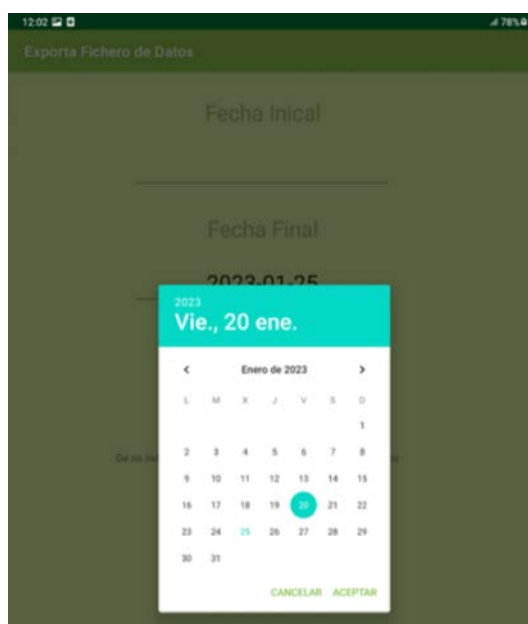 12:02 78%
Exporta Fichero de Datos
Fecha Inical
Fecha Final
2023-01-25
2023
Vie., 20 ene.
Enero de 2023
L M X J V S D
1
2 3 4 5 6 7 8
9 10 11 12 13 14 15
16 17 18 19 20 21 22
23 24 25 26 27 28 29
30 31
CANCELAR ACEPTAR